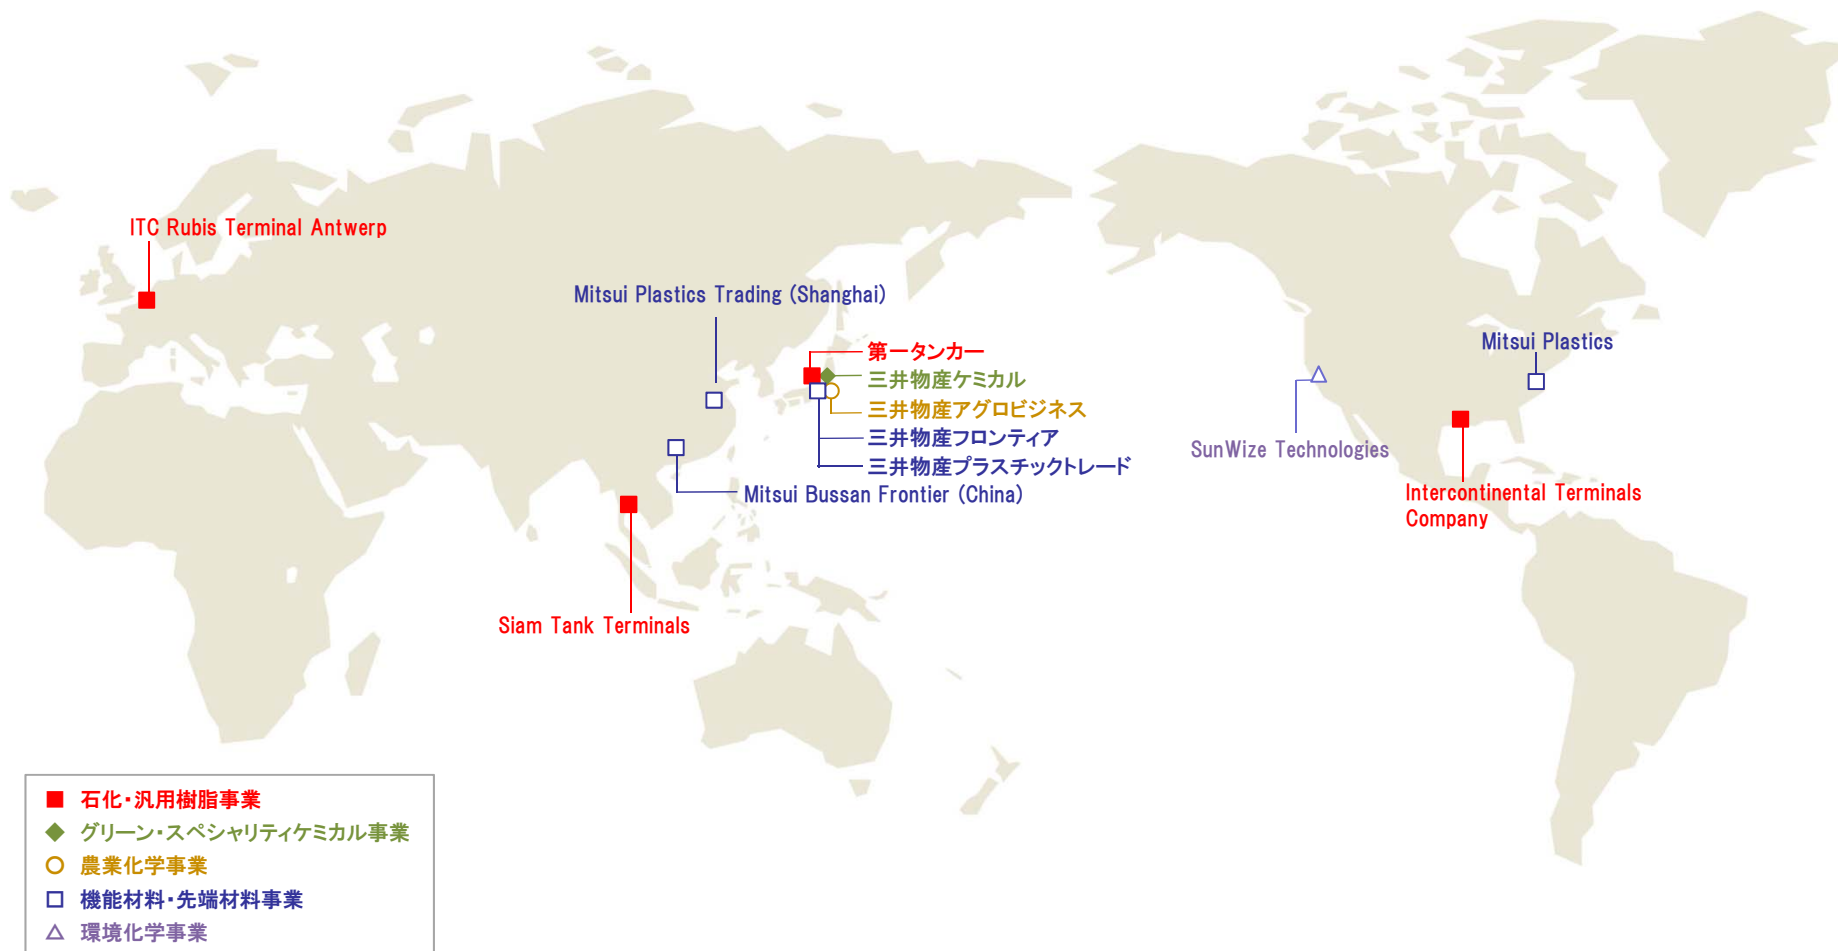 ITC Rubis Terminal Antwerp
Mitsui Plastics Trading (Shanghai)
第一タンカー
三井物産ケミカル
三井物産アグロビジネス
三井物産フロンティア
三井物産プラスチックトレード
Mitsui Bussan Frontier (China)
Siam Tank Terminals
Mitsui Plastics
SunWize Technologies
Intercontinental Terminals
Company
石化・汎用樹脂事業
グリーン・スペシャリティケミカル事業
農業化学事業
機能材料・先端材料事業
環境化学事業